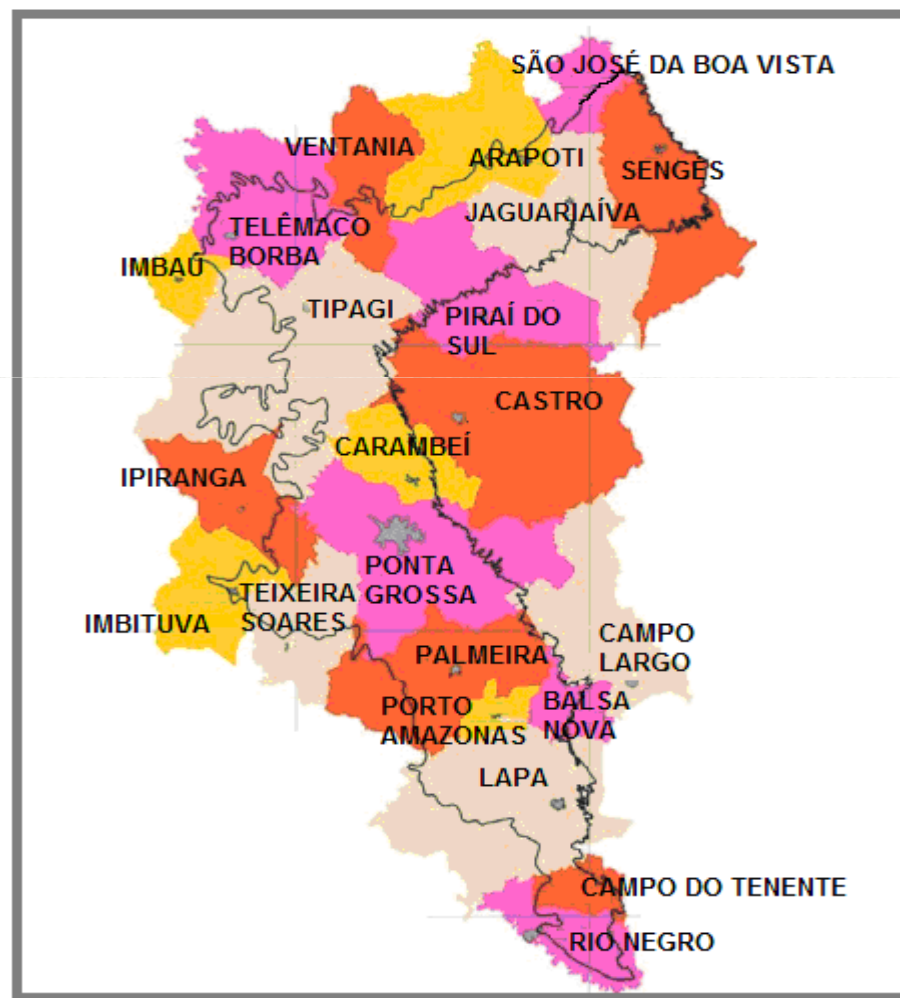 SÃO JOSÉ DA BOA VISTA
VENTANIA
ARAPOTI
SENGÉS
JAGUARIAÍVA
TELÊMACO
BORBA
IMBAÚ
TIPAGI
PIRAÍ DO
SUL
CASTRO
CARAMBEÍ
IPIRANGA
PONTA
GROSSA
TEIXEIRA
SOARES
IMBITUVA
CAMPO
LARGO
PALMEIRA
BALSA
NOVA
PORTO
AMAZONAS
LAPA
CAMPO DO TENENTE
RIO NEGRO